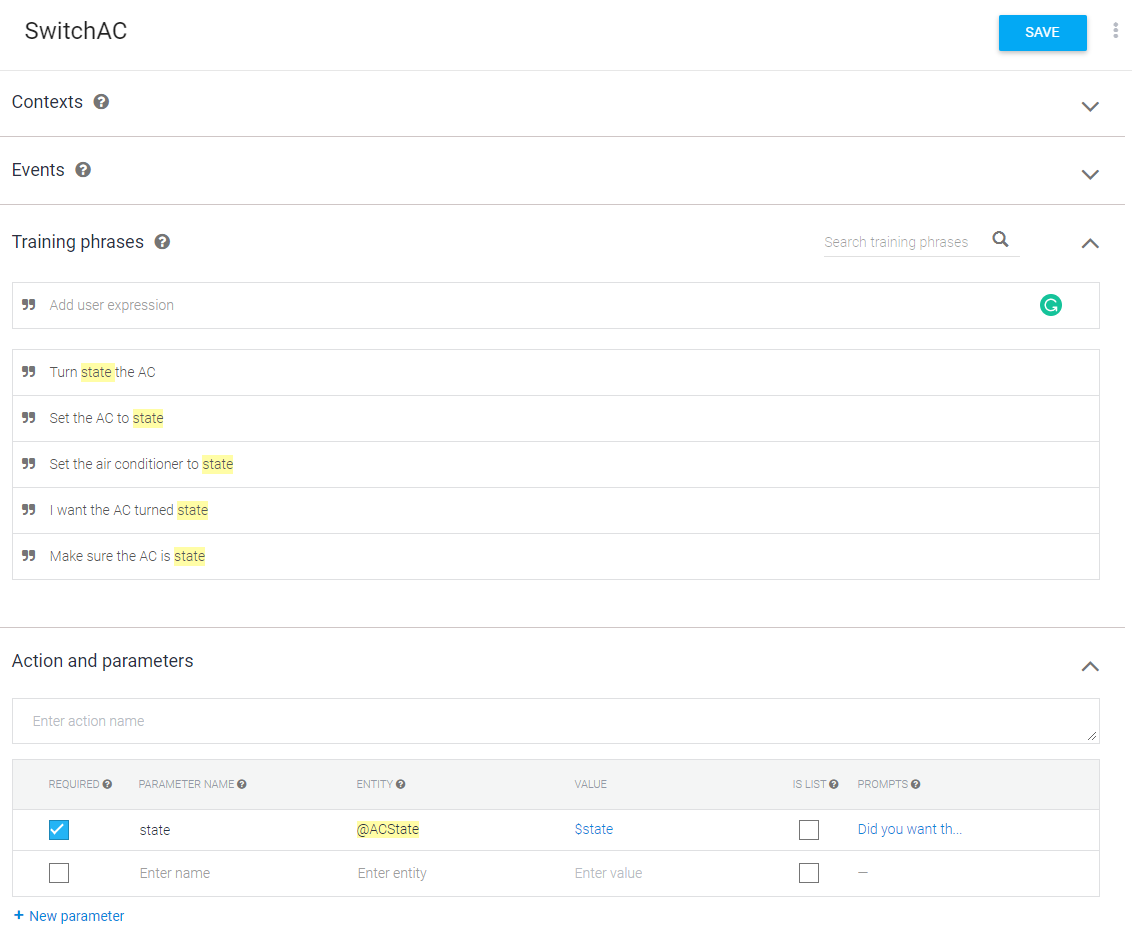 SwitchAC
SAVE
Contexts
Events
Training phrases
Search training phrases
Add user expression
Turn state the AC
Set the AC to state
Set the air conditioner to state
I want the AC turned state
Make sure the AC is state
Action and parameters
Enter action name
REQUIRED PARAMETER NAME ENTITY VALUE IS LIST PROMPTS
state @ACState $state Did you want th...
Enter name Enter entity Enter value —
+ New parameter